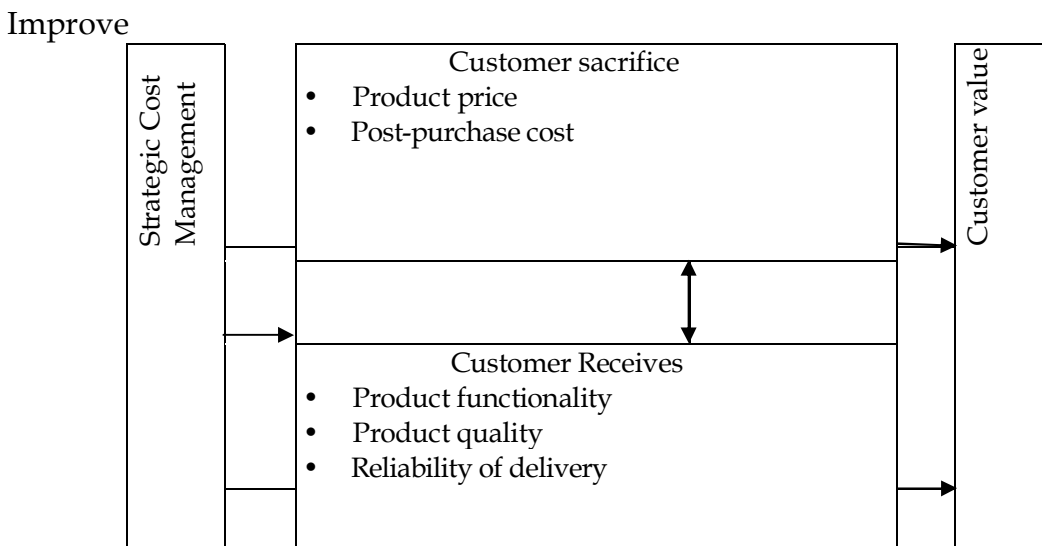 Improve
Strategic Cost
Management
Customer sacrifice
• Product price
• Post-purchase cost
Customer Receives
• Product functionality
• Product quality
• Reliability of delivery
Customer value